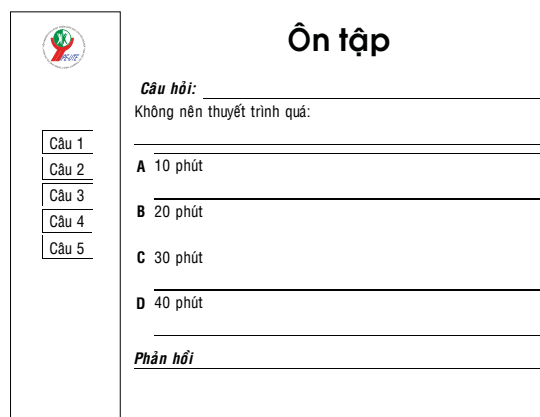 Ôn tập
Câu hỏi:
Không nên thuyết trình quá:
Câu 1
Câu 2
Câu 3
Câu 4
Câu 5
A 10 phút
B 20 phút
C 30 phút
D 40 phút
Phản hồi